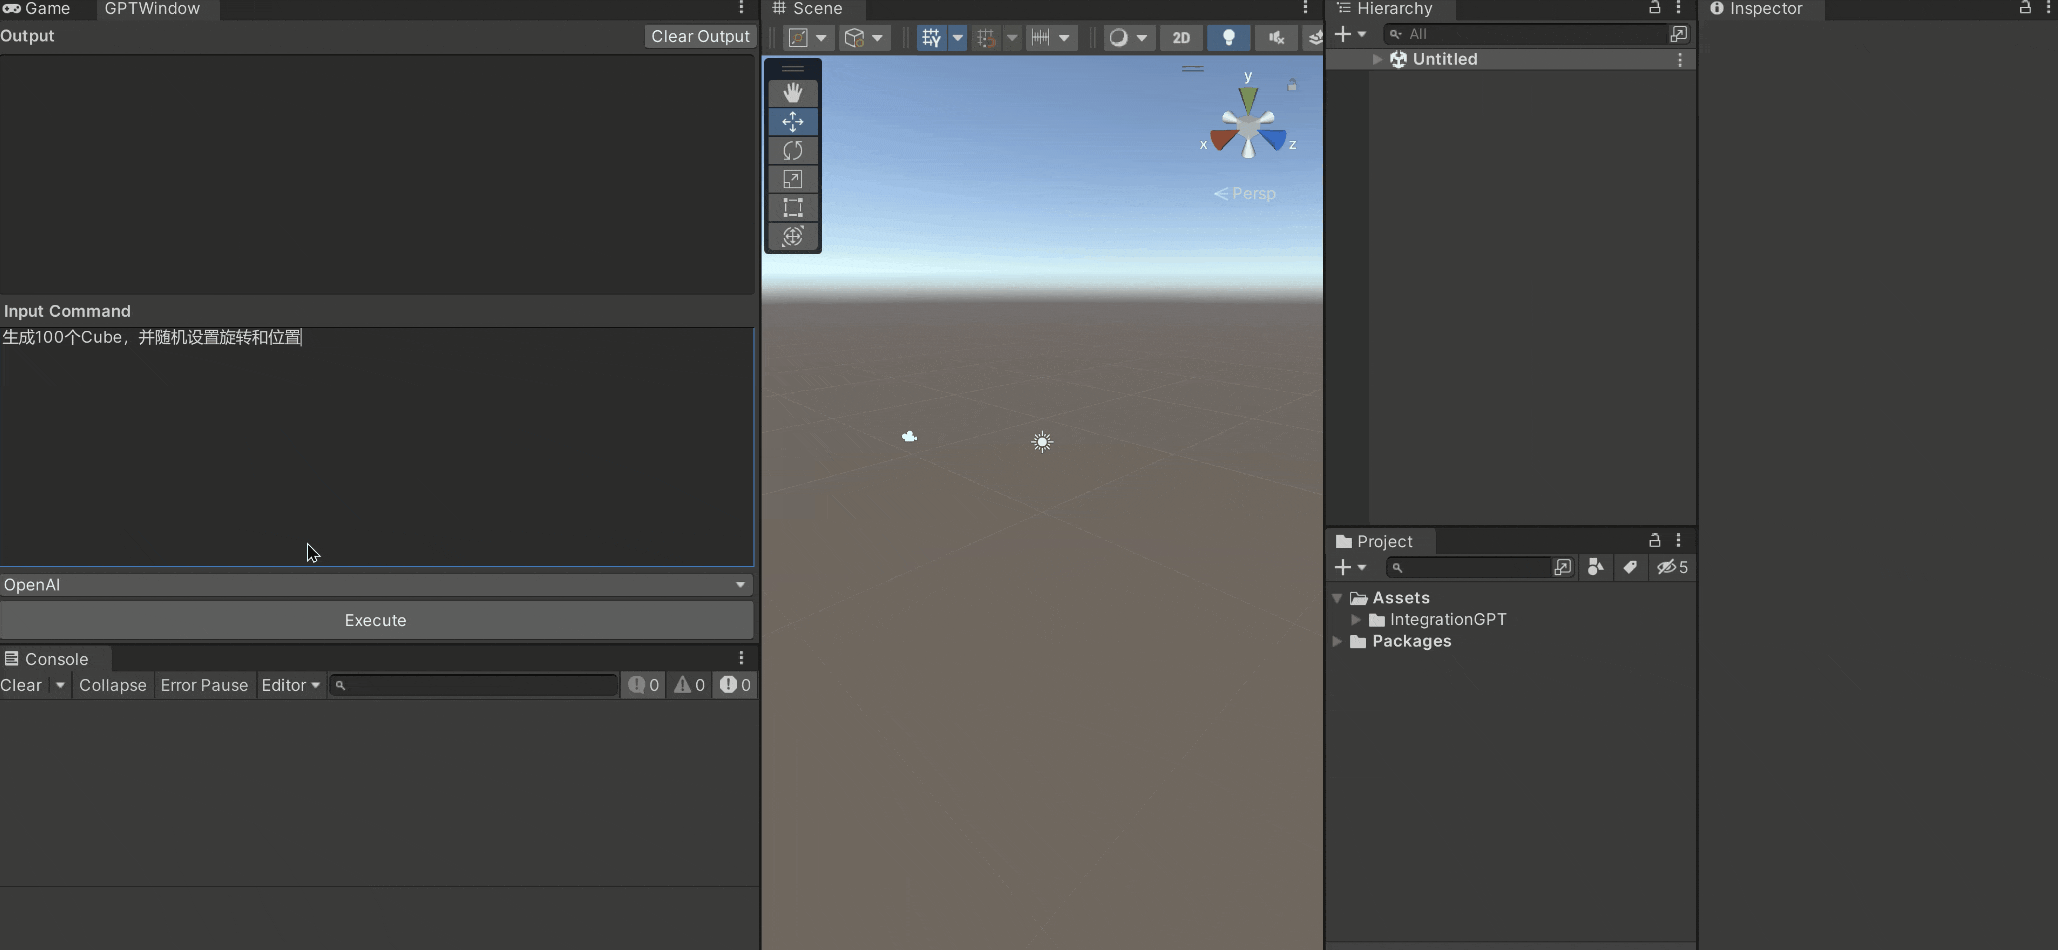 Game GPTWindow
Output Clear Output
Input Command
生成100个Cube，并随机设置旋转和位置
OpenAI
Execute
Console
Clear Collapse Error Pause Editor 0 0 0
Scene
2D
y
x z
Persp
Hierarchy
All
Untitled
Project
5
Assets
IntegrationGPT
Packages
Inspector